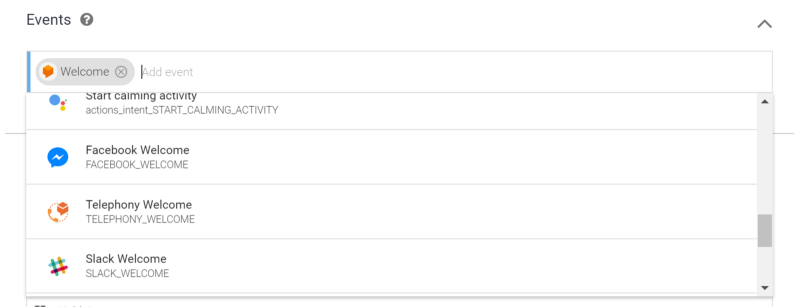 Events
Welcome Add event
Start calming activity
actions_intent_START_CALMING_ACTIVITY
Facebook Welcome
FACEBOOK_WELCOME
Telephony Welcome
TELEPHONY_WELCOME
Slack Welcome
SLACK_WELCOME